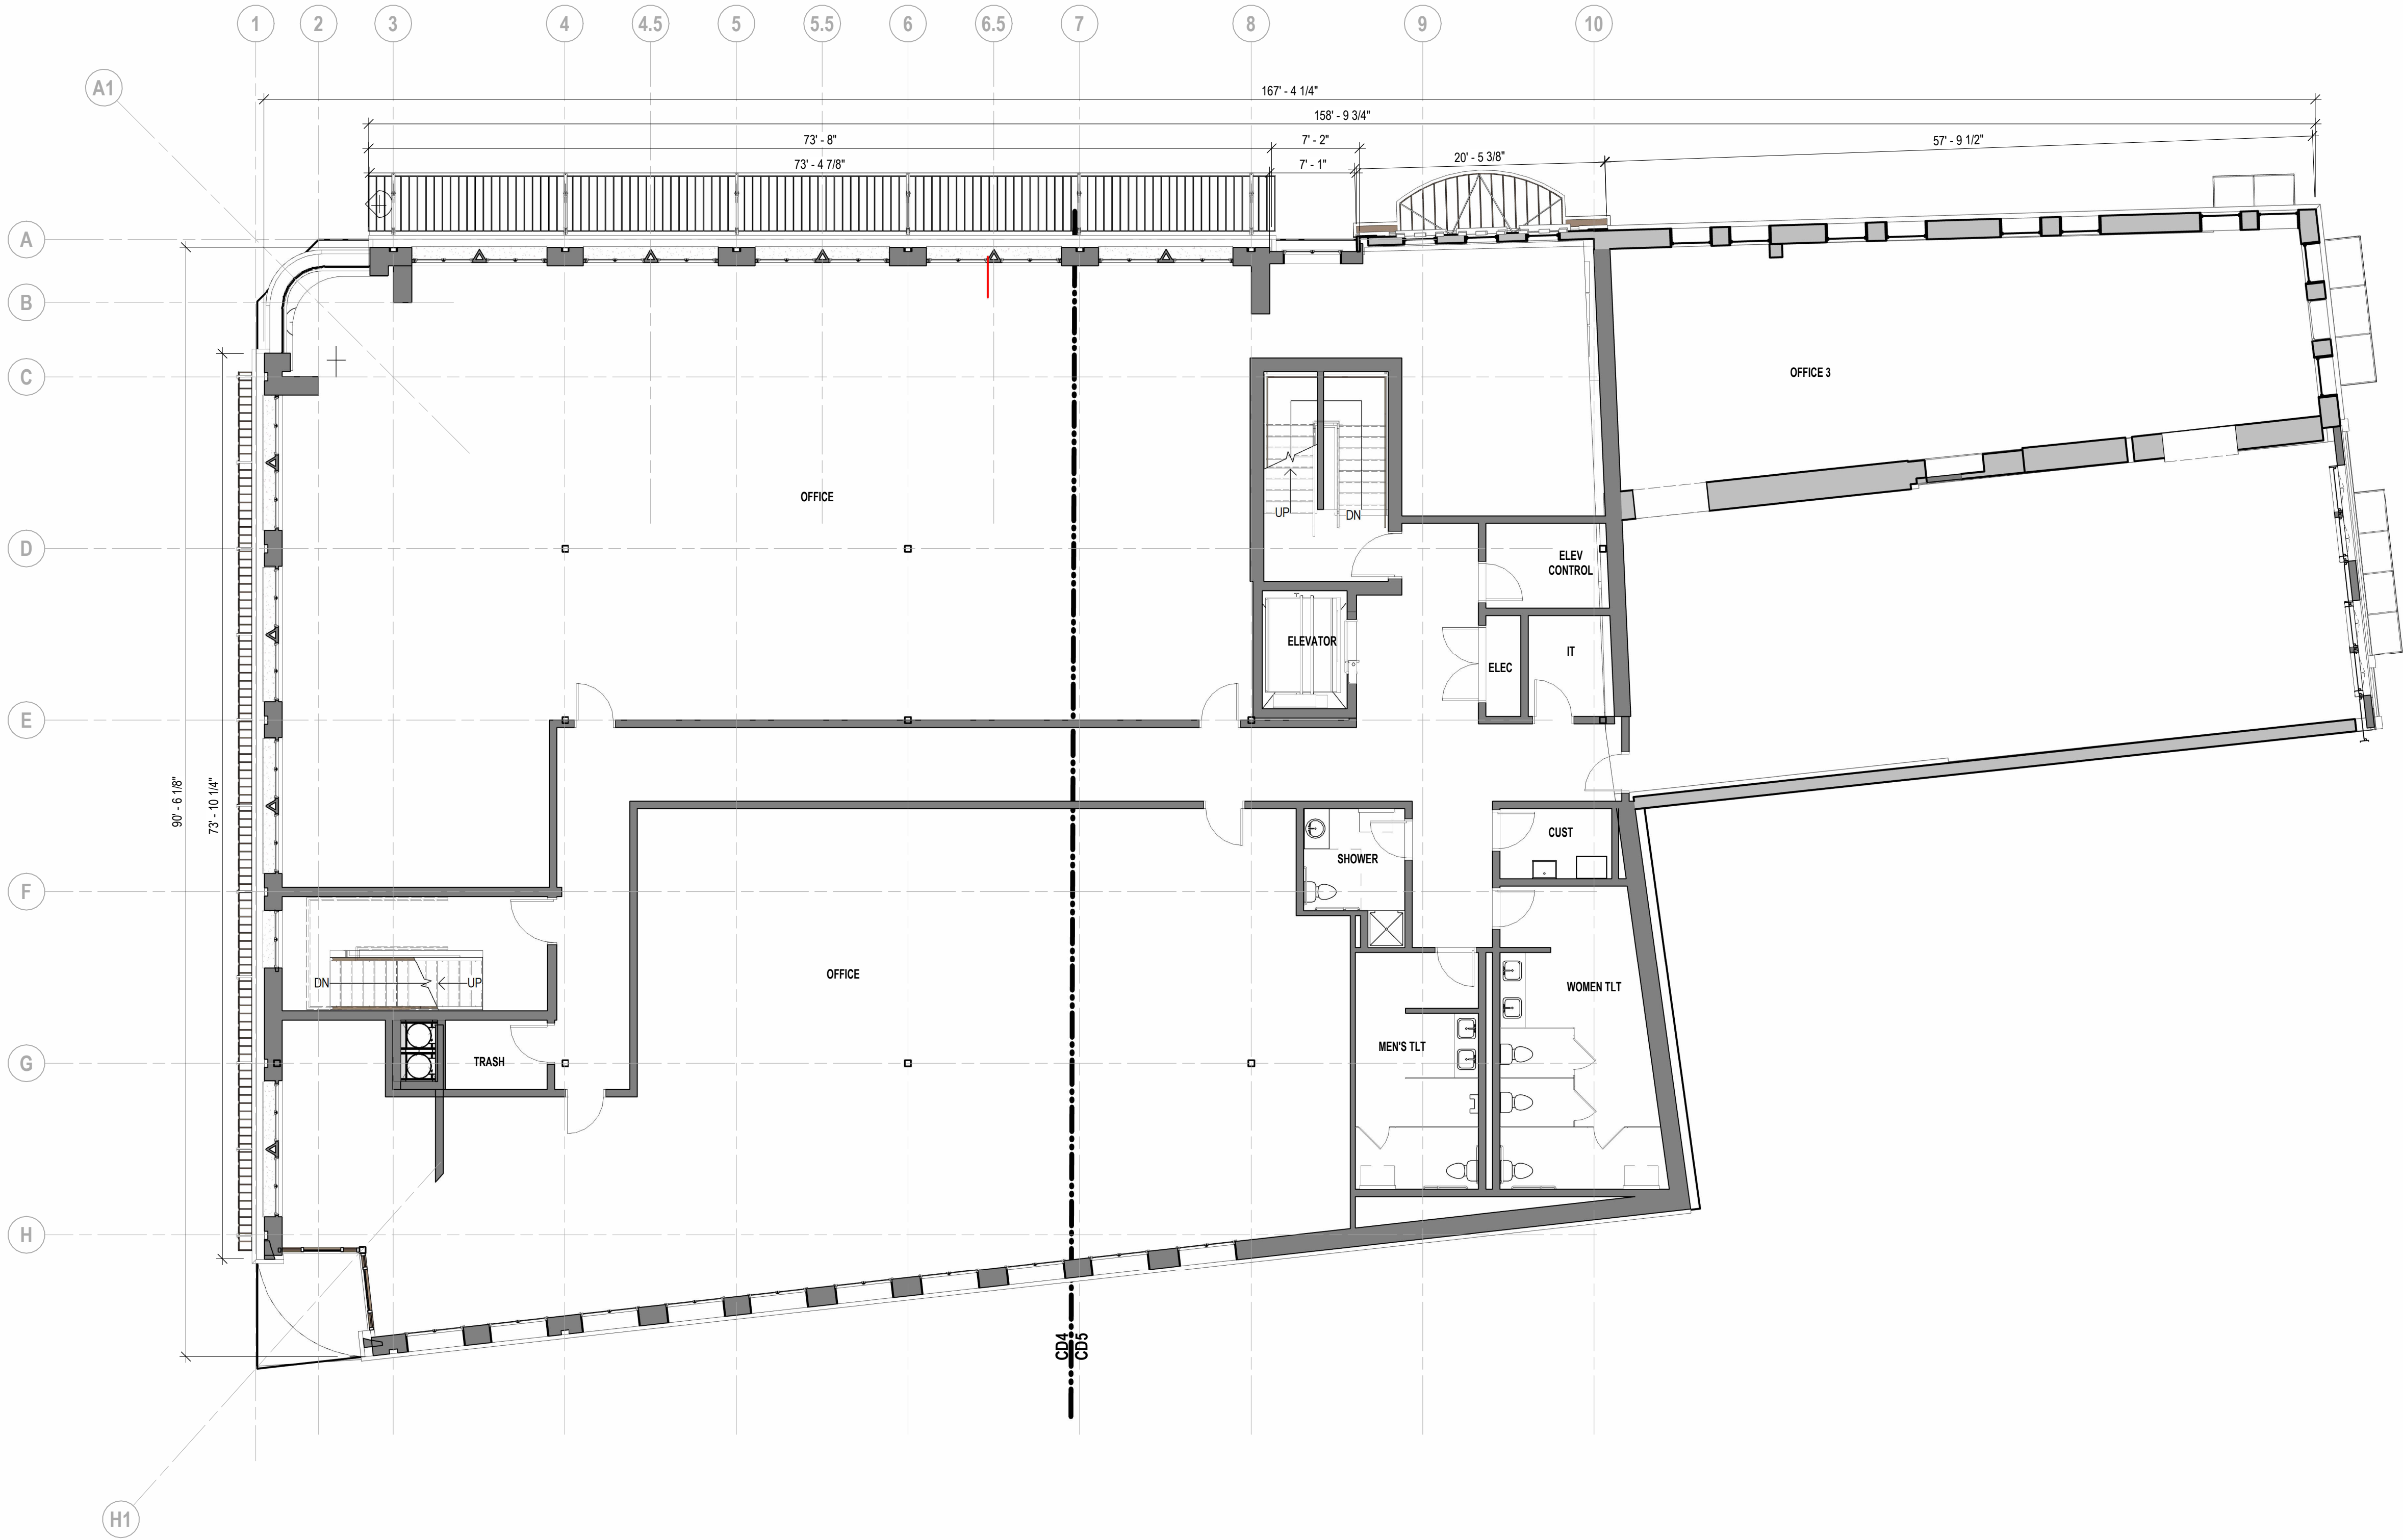 1
2
3
4
4.5
5
5.5
6
6.5
7
8
9
10
A1
167' - 4 1/4"
158' - 9 3/4"
73' - 8"
7' - 2"
57' - 9 1/2"
73' - 4 7/8"
7' - 1"
20' - 5 3/8"
A
B
C
OFFICE 3
OFFICE
UP
DN
D
ELEV
CONTROL
ELEVATOR
ELEC
IT
E
90' - 6 1/8"
73' - 10 1/4"
CUST
SHOWER
F
DN
UP
OFFICE
WOMEN TLT
MEN'S TLT
G
TRASH
H
CD4
CD5
H1